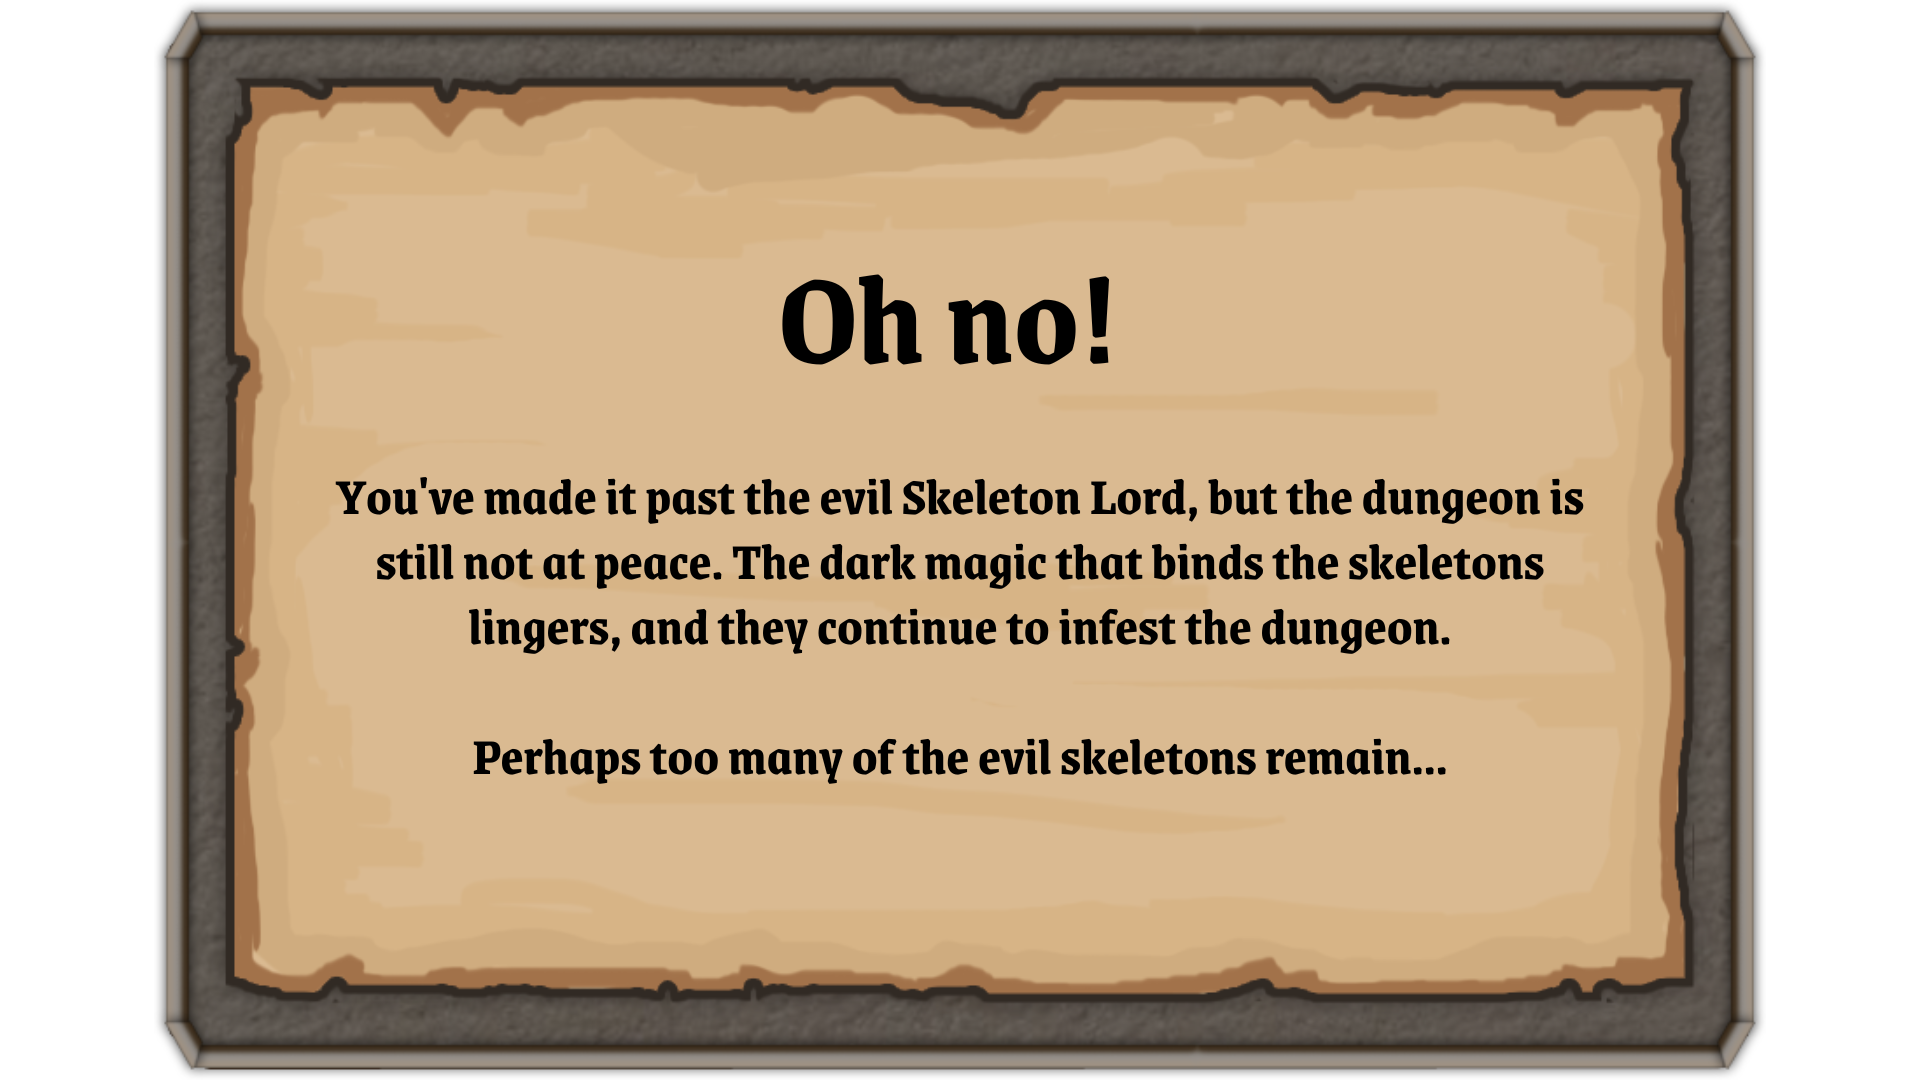 Oh no!
You've made it past the evil Skeleton Lord, but the dungeon is
still not at peace. The dark magic that binds the skeletons
lingers, and they continue to infest the dungeon.
Perhaps too many of the evil skeletons remain...